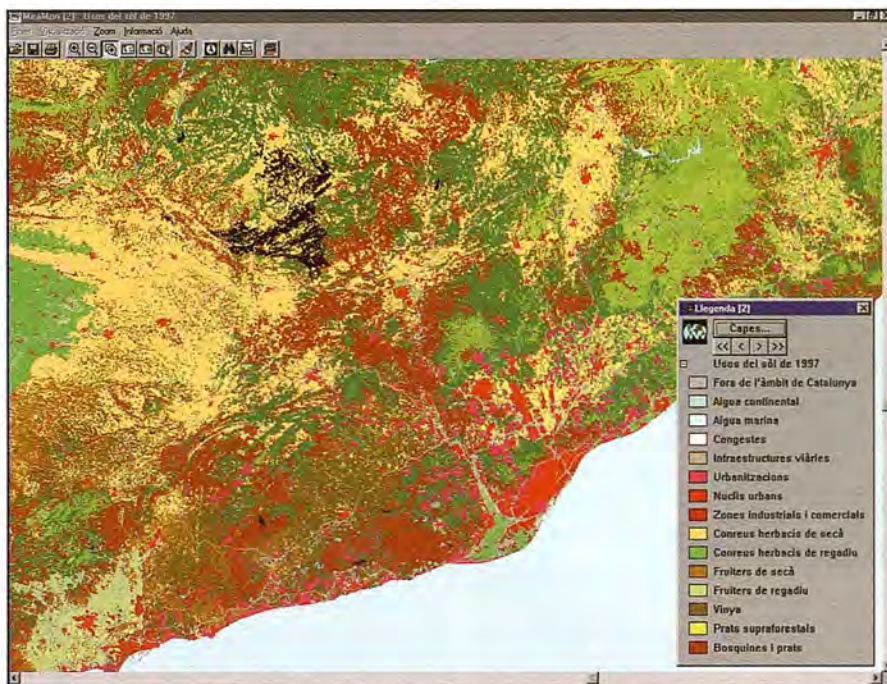 MiraMon [2] - Usos del sòl de 1997
Zoom Informació Ajuda
Llegenda [2]
Capes...
<< < > >>
Usos del sòl de 1997
Fora de l'àmbit de Catalunya
Aigua continental
Aigua marina
Congestes
Infraestructures viàries
Urbanitzacions
Nuclis urbans
Zones industrials i comercials
Conreus herbacis de secà
Conreus herbacis de regadiu
Fruiters de secà
Fruiters de regadiu
Vinya
Prats supraforestals
Bosquines i prats